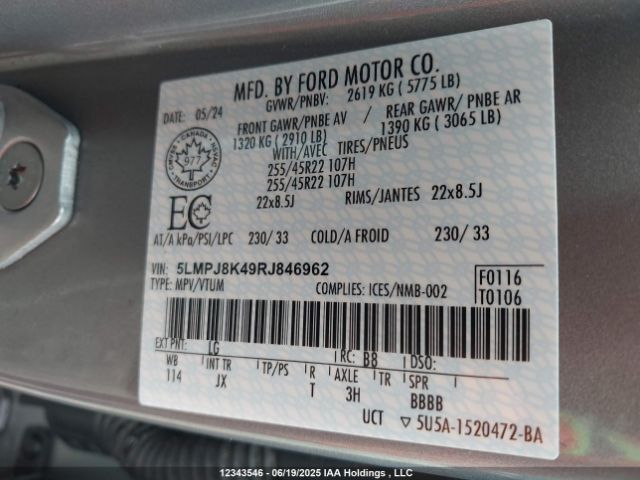 MFD. BY FORD MOTOR CO.
DATE: 05/24
GVWR/PNBV: 2619 KG ( 5775 LB)
FRONT GAWR/PNBE AV / REAR GAWR/ PNBE AR
1320 KG ( 2910 LB) 1390 KG ( 3065 LB)
WITH/AVEC TIRES/PNEUS
255/45R22 107H
255/45R22 107H
22x8.5J RIMS/JANTES 22x8.5J
CANADA
977
TRANSPORT
EC
AT/A kPa/PSI/LPC 230/ 33 COLD/A FROID 230/ 33
VIN: 5LMPJ8K49RJ846962
TYPE: MPV/VTUM COMPLIES: ICES/NMB-002
F0116
T0106
EXT PNT: LG RC: B8 DSO:
WB INT TR TP/PS R AXLE TR SPR
114 JX T 3H BBBB
UCT ▽ 5U5A-1520472-BA
12343546 - 06/19/2025 IAA Holdings , LLC